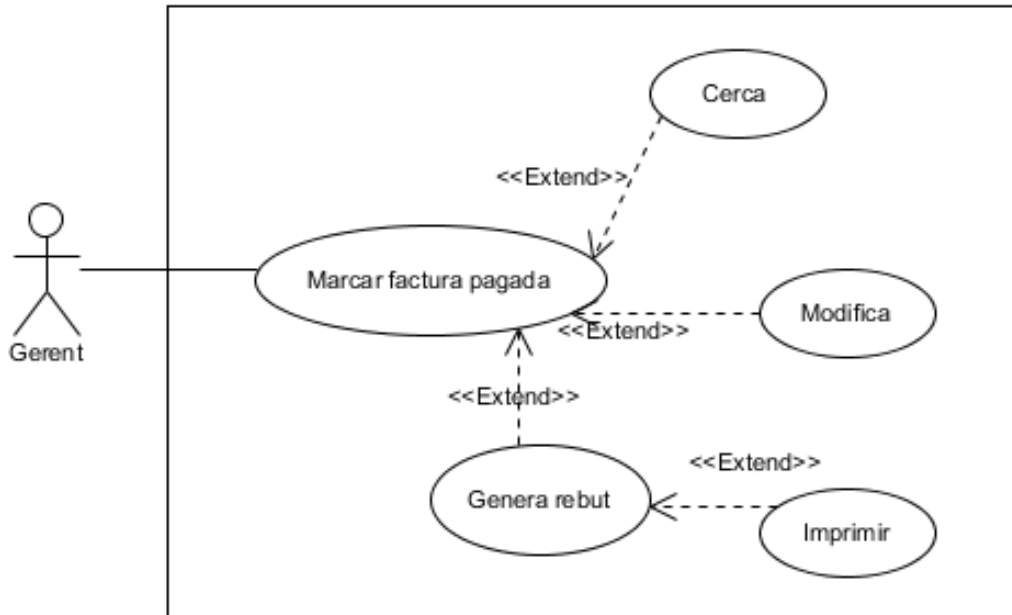 Cerca
<<Extend>>
Marcar factura pagada
Modifica
<<Extend>>
Gerent
<<Extend>>
<<Extend>>
Genera rebut
Imprimir